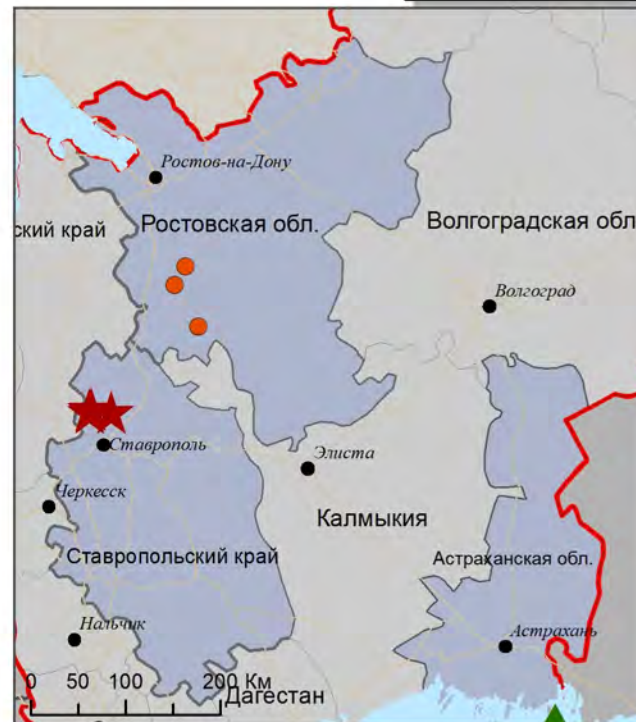 Ростов-на-Дону
ский край
Ростовская обл.
Волгоградская обл
Волгоград
Ставрополь
Элиста
Черкесск
Калмыкия
Ставропольский край
Астраханская обл.
Нальчик
Астрахань
0 50 100 200 Км
Дагестан